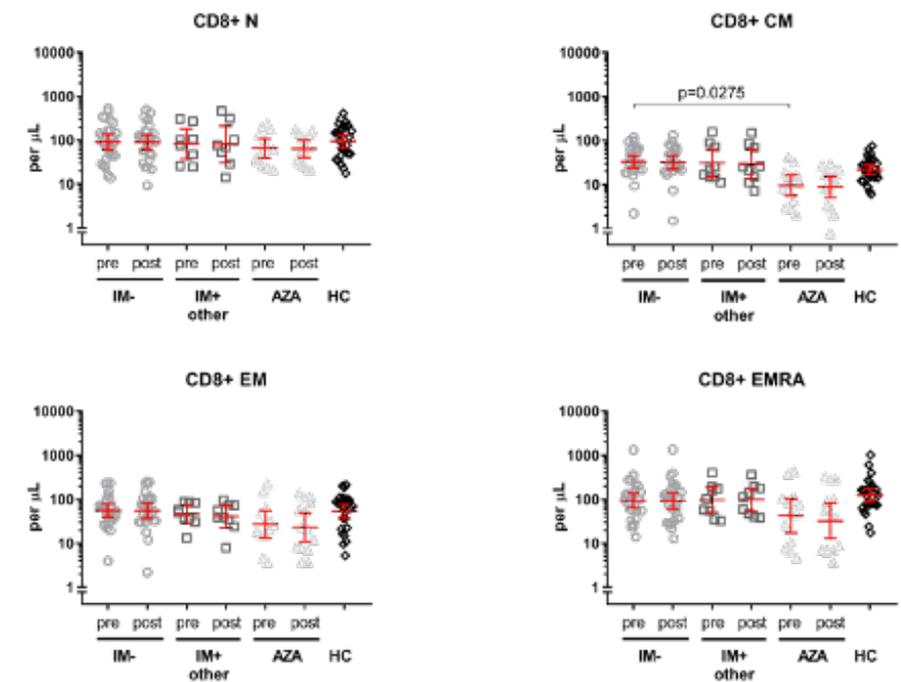 CD8+ N
10000
1000
100
10
1
per μL
pre post pre post pre post
IM- IM+ AZA HC
other
CD8+ CM
10000
1000
100
10
1
per μL
p=0.0275
pre post pre post pre post
IM- IM+ AZA HC
other
CD8+ EM
10000
1000
100
10
1
per μL
pre post pre post pre post
IM- IM+ AZA HC
other
CD8+ EMRA
10000
1000
100
10
1
per μL
pre post pre post pre post
IM- IM+ AZA HC
other